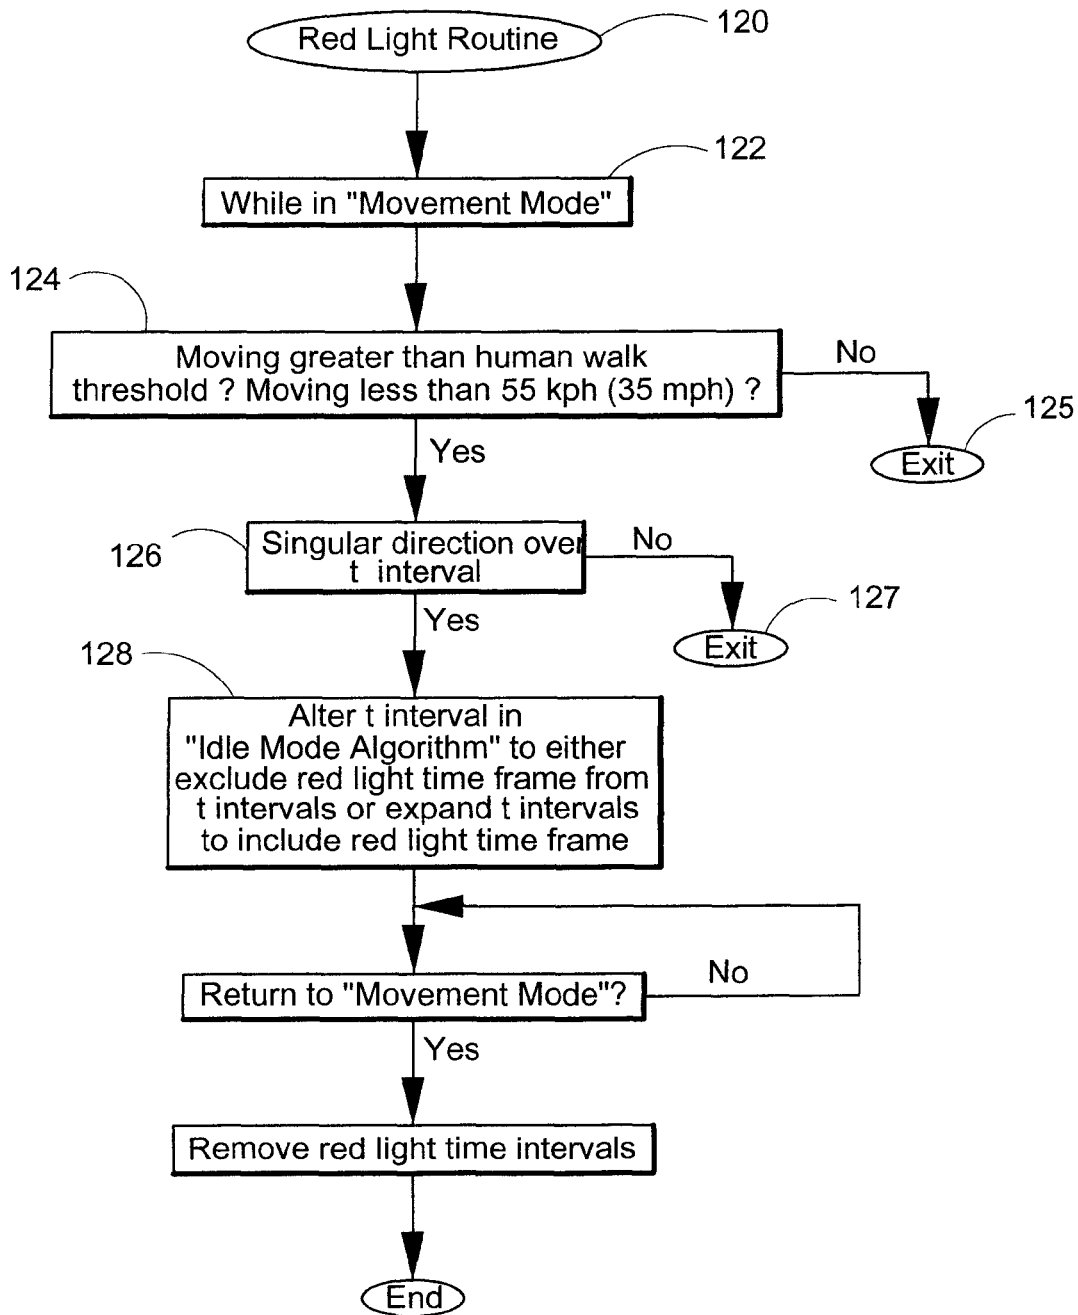 Red Light Routine
120
122
While in "Movement Mode"
124
Moving greater than human walk
threshold ? Moving less than 55 kph (35 mph) ?
No
125
Exit
Yes
126
Singular direction over
t interval
No
127
Exit
Yes
128
Alter t interval in
"Idle Mode Algorithm" to either
exclude red light time frame from
t intervals or expand t intervals
to include red light time frame
Return to "Movement Mode"?
No
Yes
Remove red light time intervals
End